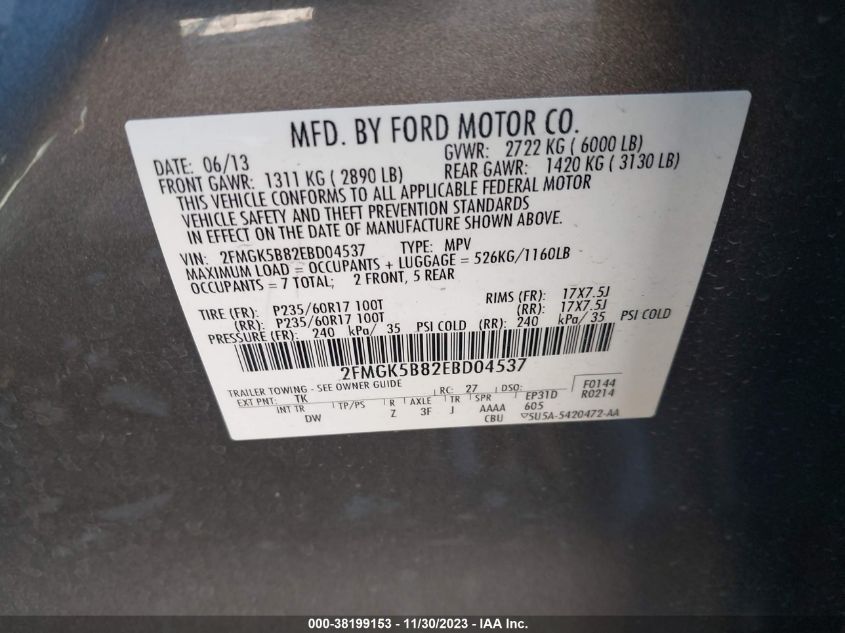 MFD. BY FORD MOTOR CO.
DATE: 06/13 GVWR: 2722 KG ( 6000 LB)
FRONT GAWR: 1311 KG ( 2890 LB) REAR GAWR: 1420 KG ( 3130 LB)
THIS VEHICLE CONFORMS TO ALL APPLICABLE FEDERAL MOTOR
VEHICLE SAFETY AND THEFT PREVENTION STANDARDS
IN EFFECT ON THE DATE OF MANUFACTURE SHOWN ABOVE.
VIN: 2FMGK5B82EBD04537 TYPE: MPV
MAXIMUM LOAD = OCCUPANTS + LUGGAGE = 526KG/1160LB
OCCUPANTS = 7 TOTAL; 2 FRONT, 5 REAR
TIRE (FR): P235/60R17 100T RIMS (FR): 17X7.5J
(RR): P235/60R17 100T (RR): 17X7.5J
PRESSURE (FR): 240 kPa/ 35 PSI COLD (RR): 240 kPa/ 35 PSI COLD
2FMGK5B82EBD04537
TRAILER TOWING - SEE OWNER GUIDE RC: 27 DSO: F0144
EXT PNT: TK EP31D R0214
INT TR TP/PS R AXLE TR SPR 605
DW Z 3F J AAAA
CBU 5U5A-5420472-AA
000-38199153 - 11/30/2023 - IAA Inc.